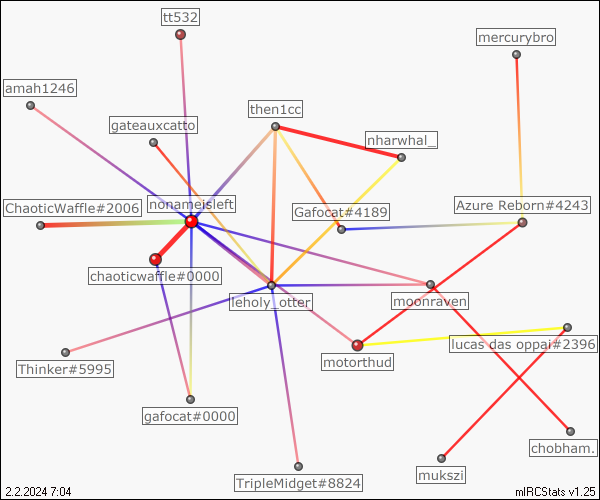 tt532
mercurybro
amah1246
then1cc
gateauxcatto
nharwhal_
ChaoticWaffle#2006
nonameisleft
Gafocat#4189
Azure Reborn#4243
chaoticwaffle#0000
leholy_otter
moonraven
lucas das oppai#2396
Thinker#5995
motorthud
gafocat#0000
chobham.
mukszi
TripleMidget#8824
2.2.2024 7:04
mIRCStats v1.25